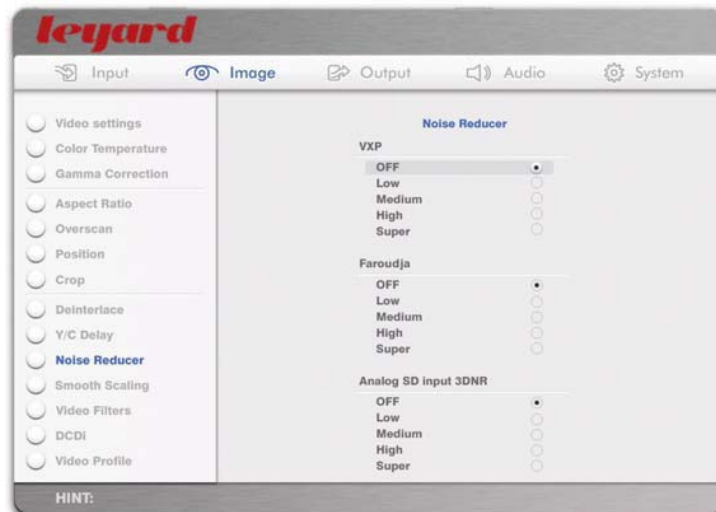 leyard
Input Image Output Audio System
Video settings
Color Temperature
Gamma Correction
Aspect Ratio
Overscan
Position
Crop
Deinterlace
Y/C Delay
Noise Reducer
Smooth Scaling
Video Filters
DCDi
Video Profile
Noise Reducer
VXP
OFF
Low
Medium
High
Super
Faroudja
OFF
Low
Medium
High
Super
Analog SD input 3DNR
OFF
Low
Medium
High
Super
HINT: